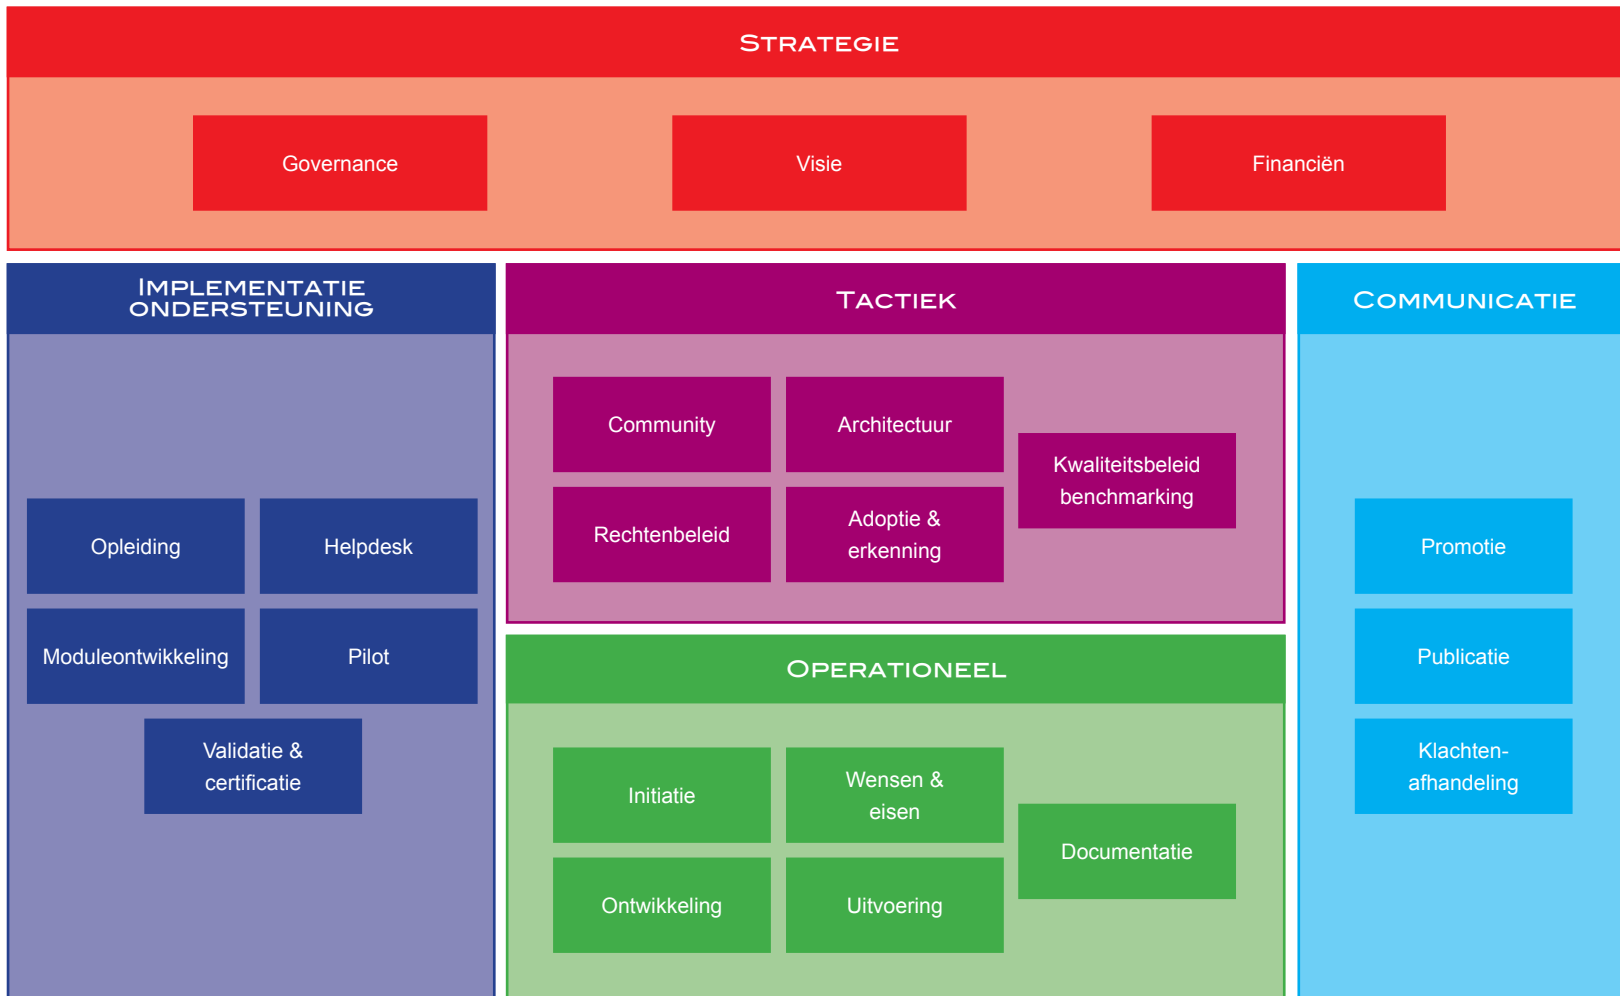 STRATEGIE
Governance
Visie
Financiën
IMPLEMENTATIE
ONDERSTEUNING
Opleiding
Helpdesk
Moduleontwikkeling
Pilot
Validatie &
certificatie
TACTIEK
Community
Architectuur
Kwaliteitsbeleid
benchmarking
Rechtenbeleid
Adoptie &
erkenning
OPERATIONEEL
Initiatie
Wensen &
eisen
Documentatie
Ontwikkeling
Uitvoering
COMMUNICATIE
Promotie
Publicatie
Klachten-
afhandeling